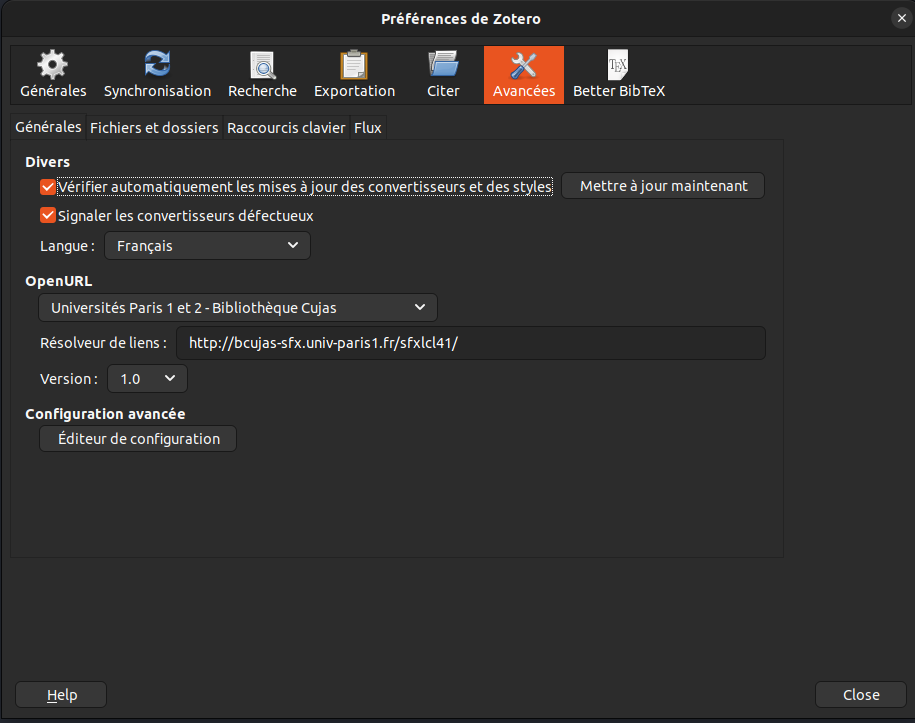 Préférences de Zotero
Générales Synchronisation Recherche Exportation Citer Avancées Better BibTeX
Générales Fichiers et dossiers Raccourcis clavier Flux
Divers
Vérifier automatiquement les mises à jour des convertisseurs et des styles Mettre à jour maintenant
Signaler les convertisseurs défectueux
Langue : Français
OpenURL
Universités Paris 1 et 2 - Bibliothèque Cujas
Résolveur de liens : http://bcujas-sfx.univ-paris1.fr/sfxlcl41/
Version : 1.0
Configuration avancée
Éditeur de configuration
Help Close